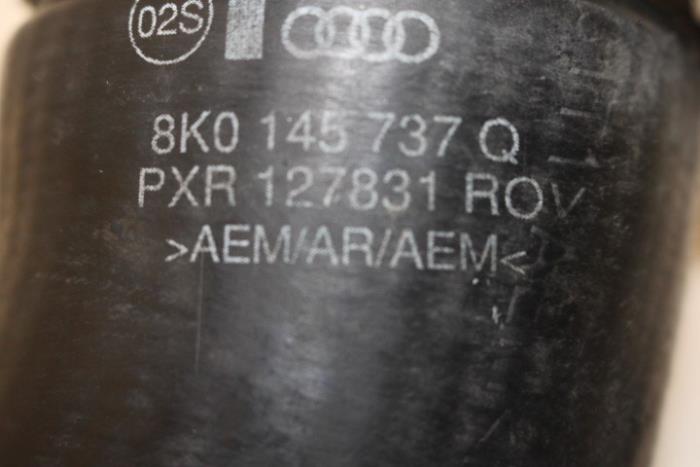 02S
8K0 145 737 Q
PXR 127831 ROV
>AEM/AR/AEM<